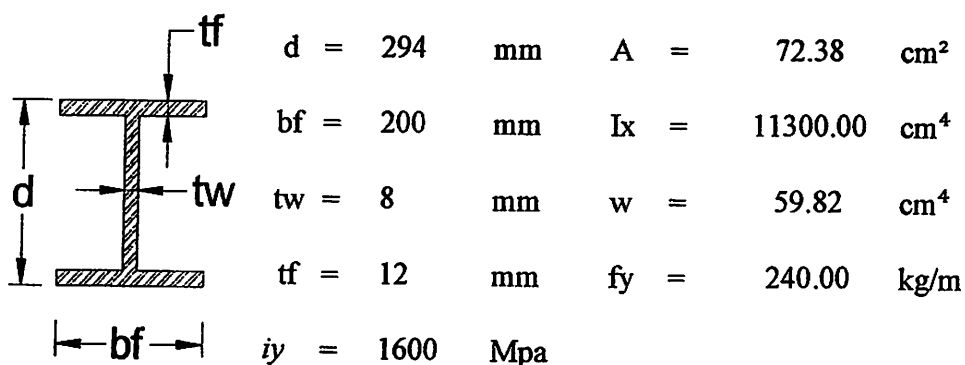 tf
d = 294 mm A = 72.38 cm²
bf = 200 mm Ix = 11300.00 cm⁴
d tw tw = 8 mm w = 59.82 cm⁴
tf = 12 mm fy = 240.00 kg/m
bf iy = 1600 Mpa